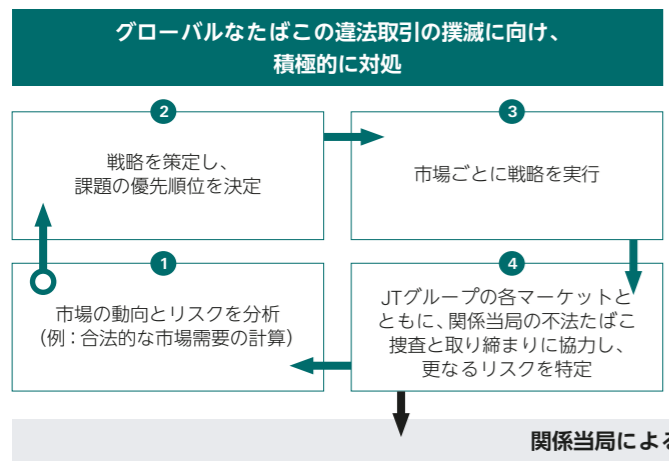 グローバルなたばこの違法取引の撲滅に向け、
積極的に対処
2
戦略を策定し、
課題の優先順位を決定
3
市場ごとに戦略を実行
1
市場の動向とリスクを分析
（例：合法的な市場需要の計算）
4
JTグループの各マーケットと
ともに、関係当局の不法たばこ
捜査と取り締まりに協力し、
更なるリスクを特定
関係当局による